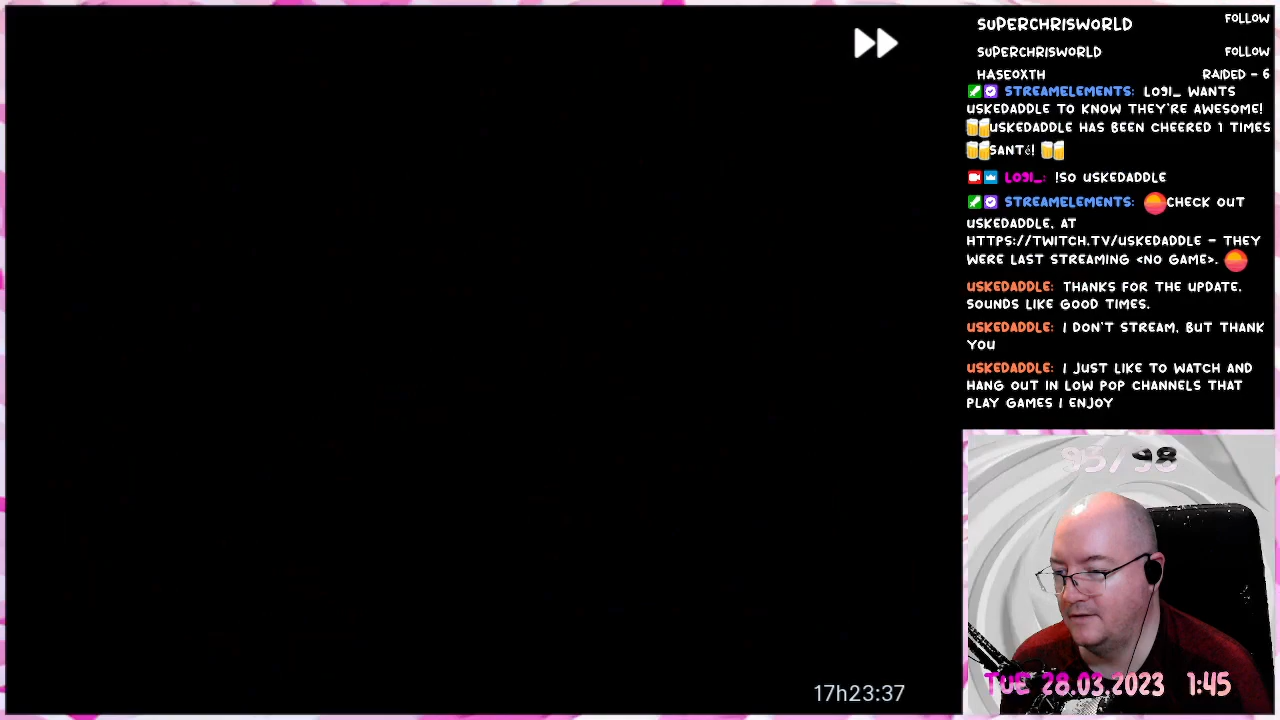 SUPERCHRISWORLD FOLLOW
SUPERCHRISWORLD FOLLOW
HASEOXTH RAIDED - 6
STREAMELEMENTS: LO9I_ WANTS
USKEDADDLE TO KNOW THEY'RE AWESOME!
USKEDADDLE HAS BEEN CHEERED 1 TIMES
SANTé!
LO9I_: !SO USKEDADDLE
STREAMELEMENTS: CHECK OUT
USKEDADDLE, AT
HTTPS://TWITCH.TV/USKEDADDLE - THEY
WERE LAST STREAMING <NO GAME>.
USKEDADDLE: THANKS FOR THE UPDATE.
SOUNDS LIKE GOOD TIMES.
USKEDADDLE: I DON'T STREAM, BUT THANK
YOU
USKEDADDLE: I JUST LIKE TO WATCH AND
HANG OUT IN LOW POP CHANNELS THAT
PLAY GAMES I ENJOY
93/98
TUE 28.03.2023 1:45
17h23:37